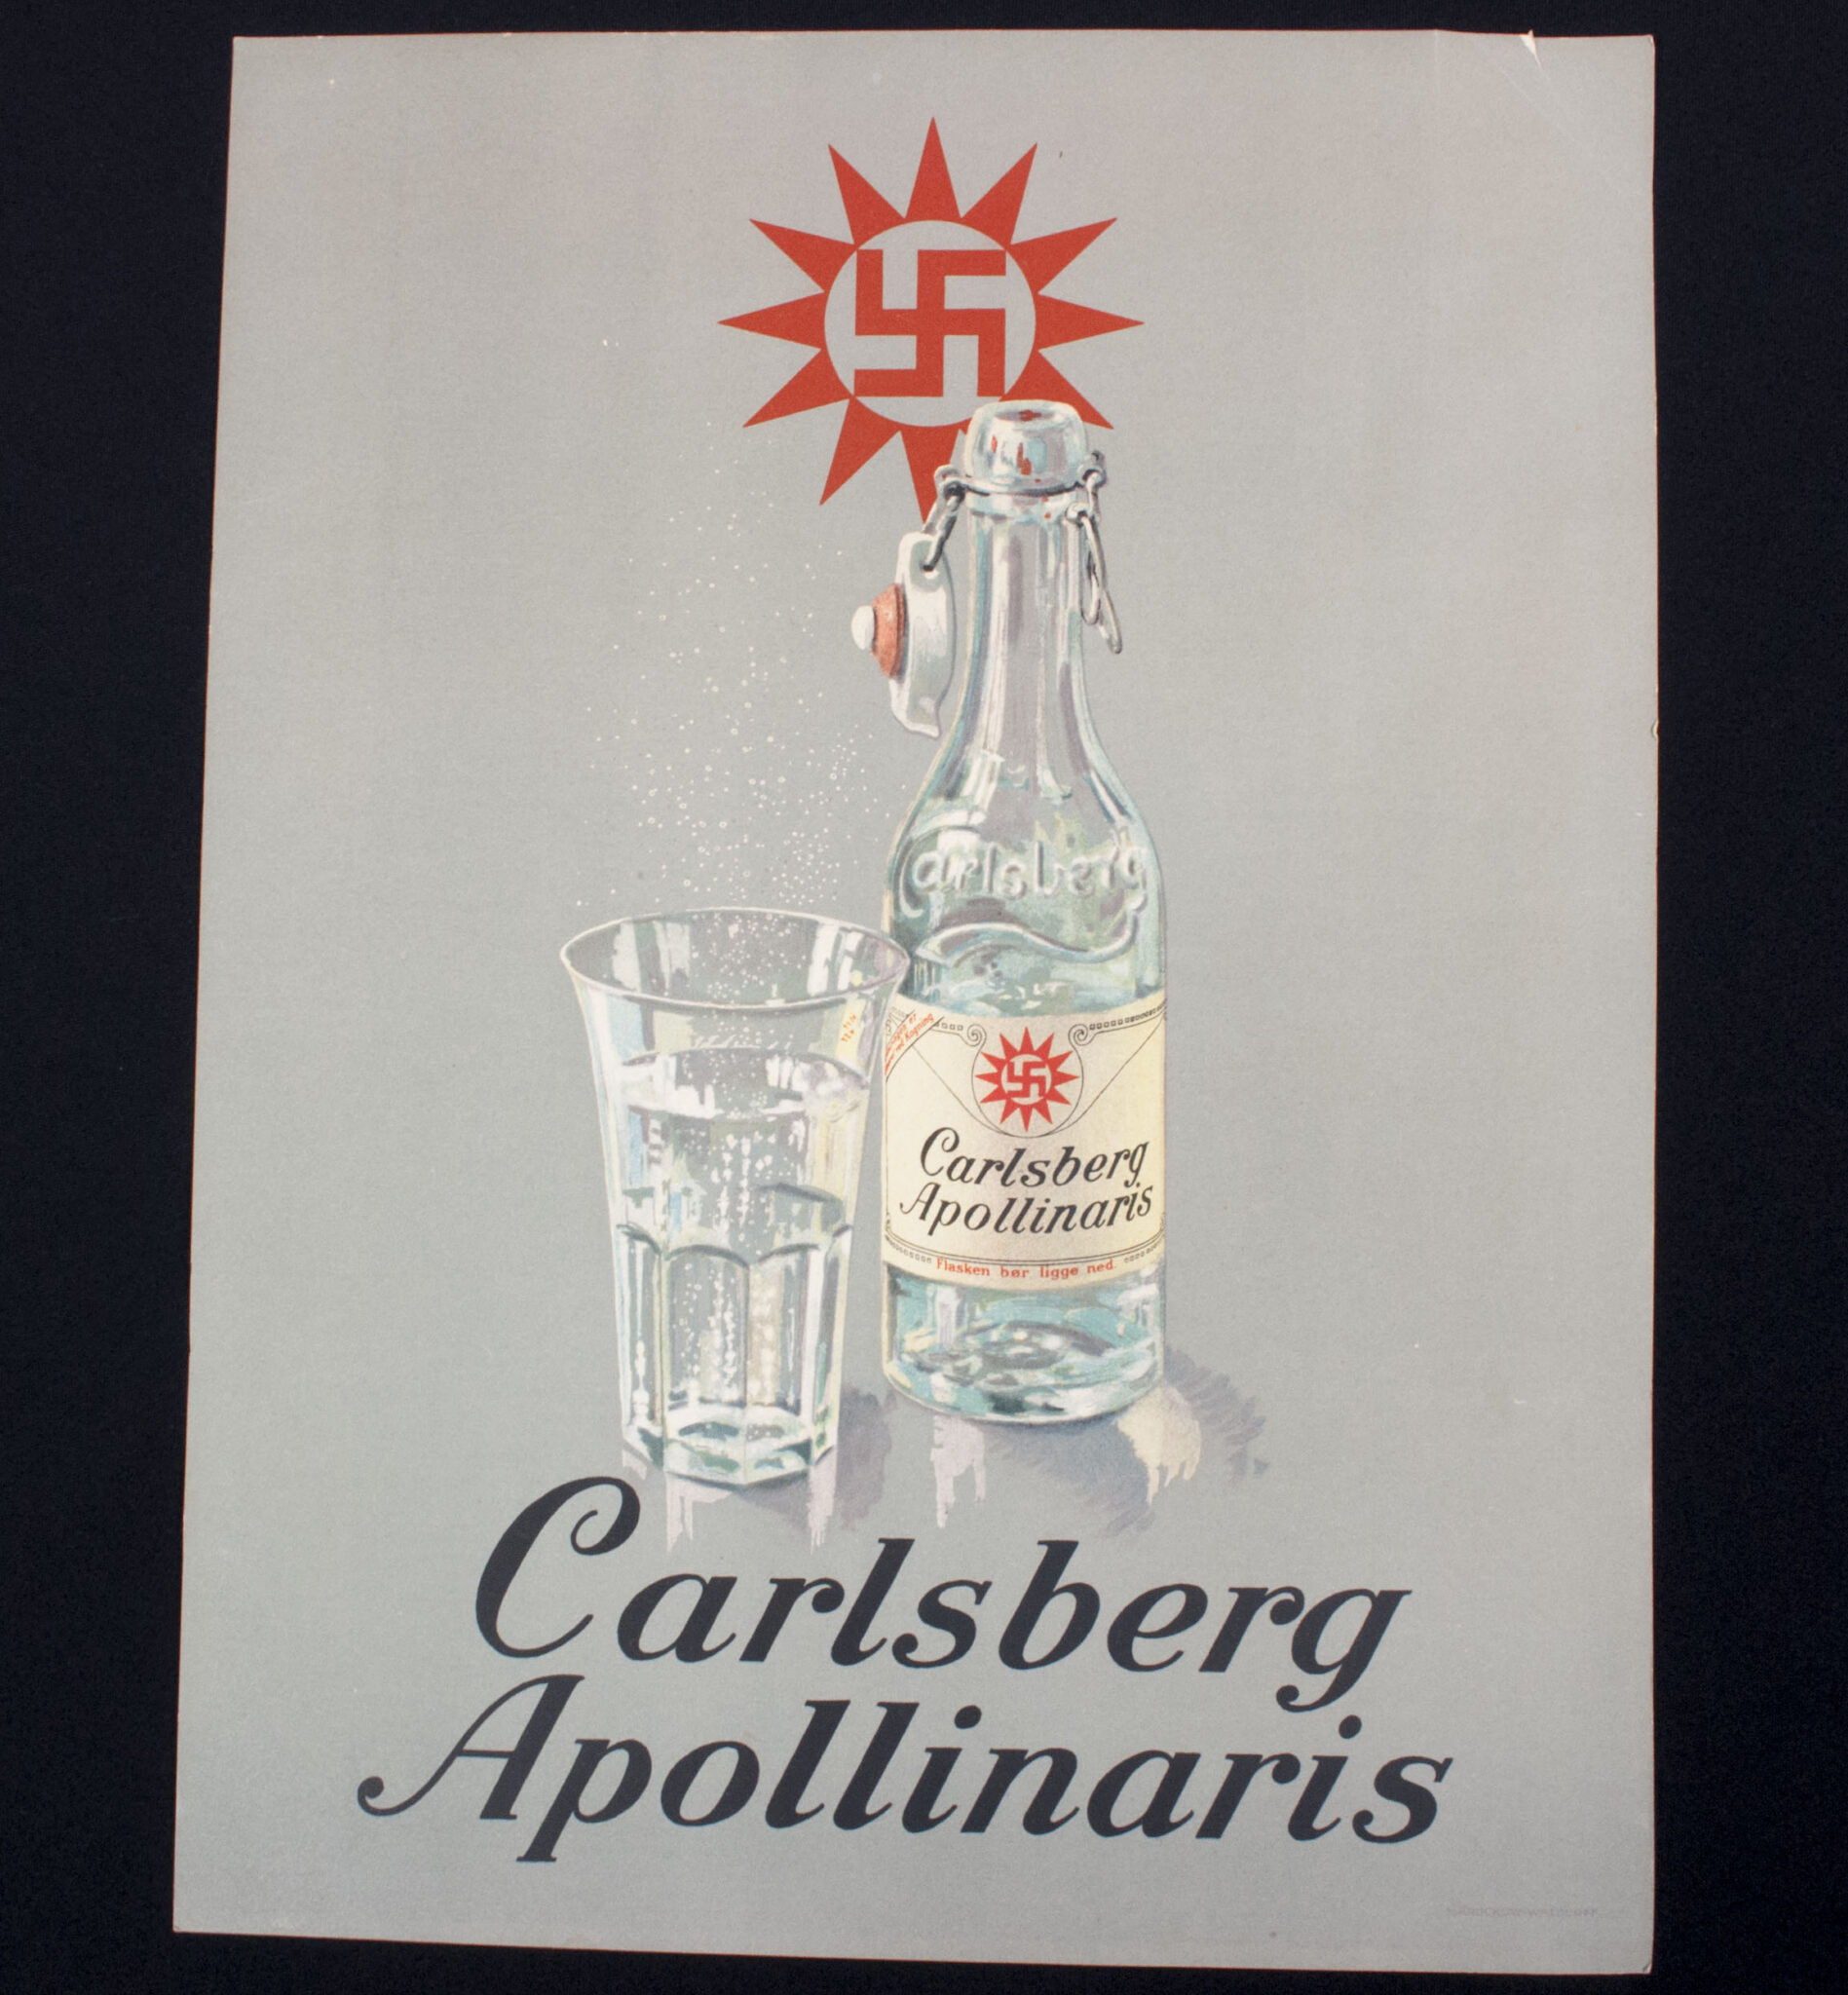 Carlsberg
Carlsberg
Apollinaris
Flasken bør ligge ned.
Carlsberg
Apollinaris